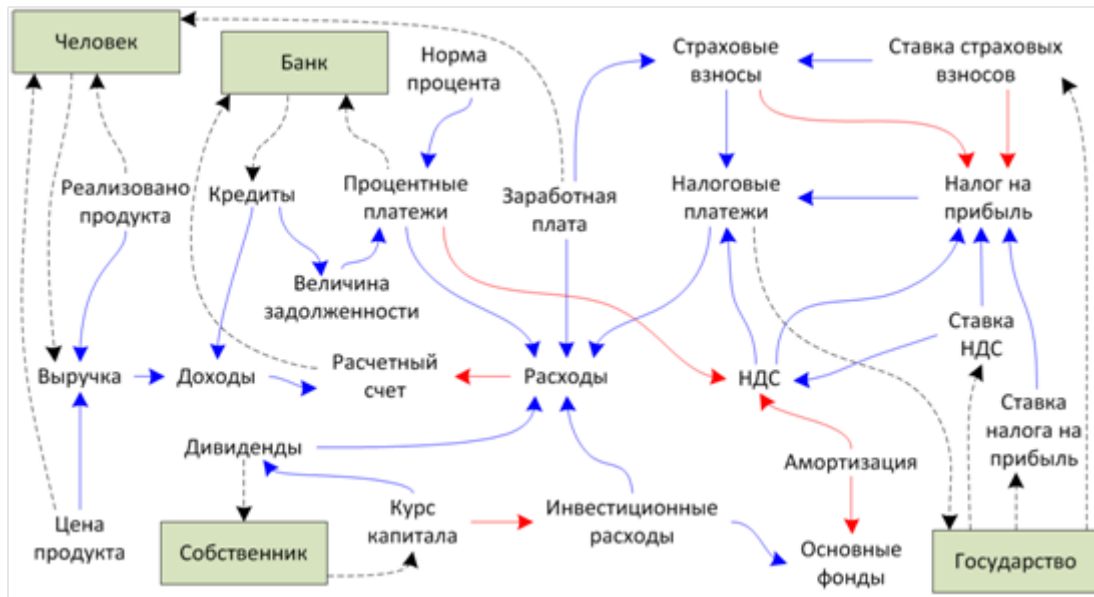 Человек
Банк
Норма
процента
Страховые
взносы
Ставка страховых
взносов
Реализовано
продукта
Кредиты
Процентные
платежи
Заработная
плата
Налоговые
платежи
Налог на
прибыль
Величина
задолженности
Ставка
НДС
Выручка
Доходы
Расчетный
счет
Расходы
НДС
Ставка
налога на
прибыль
Дивиденды
Амортизация
Цена
продукта
Собственник
Курс
капитала
Инвестиционные
расходы
Основные
фонды
Государство